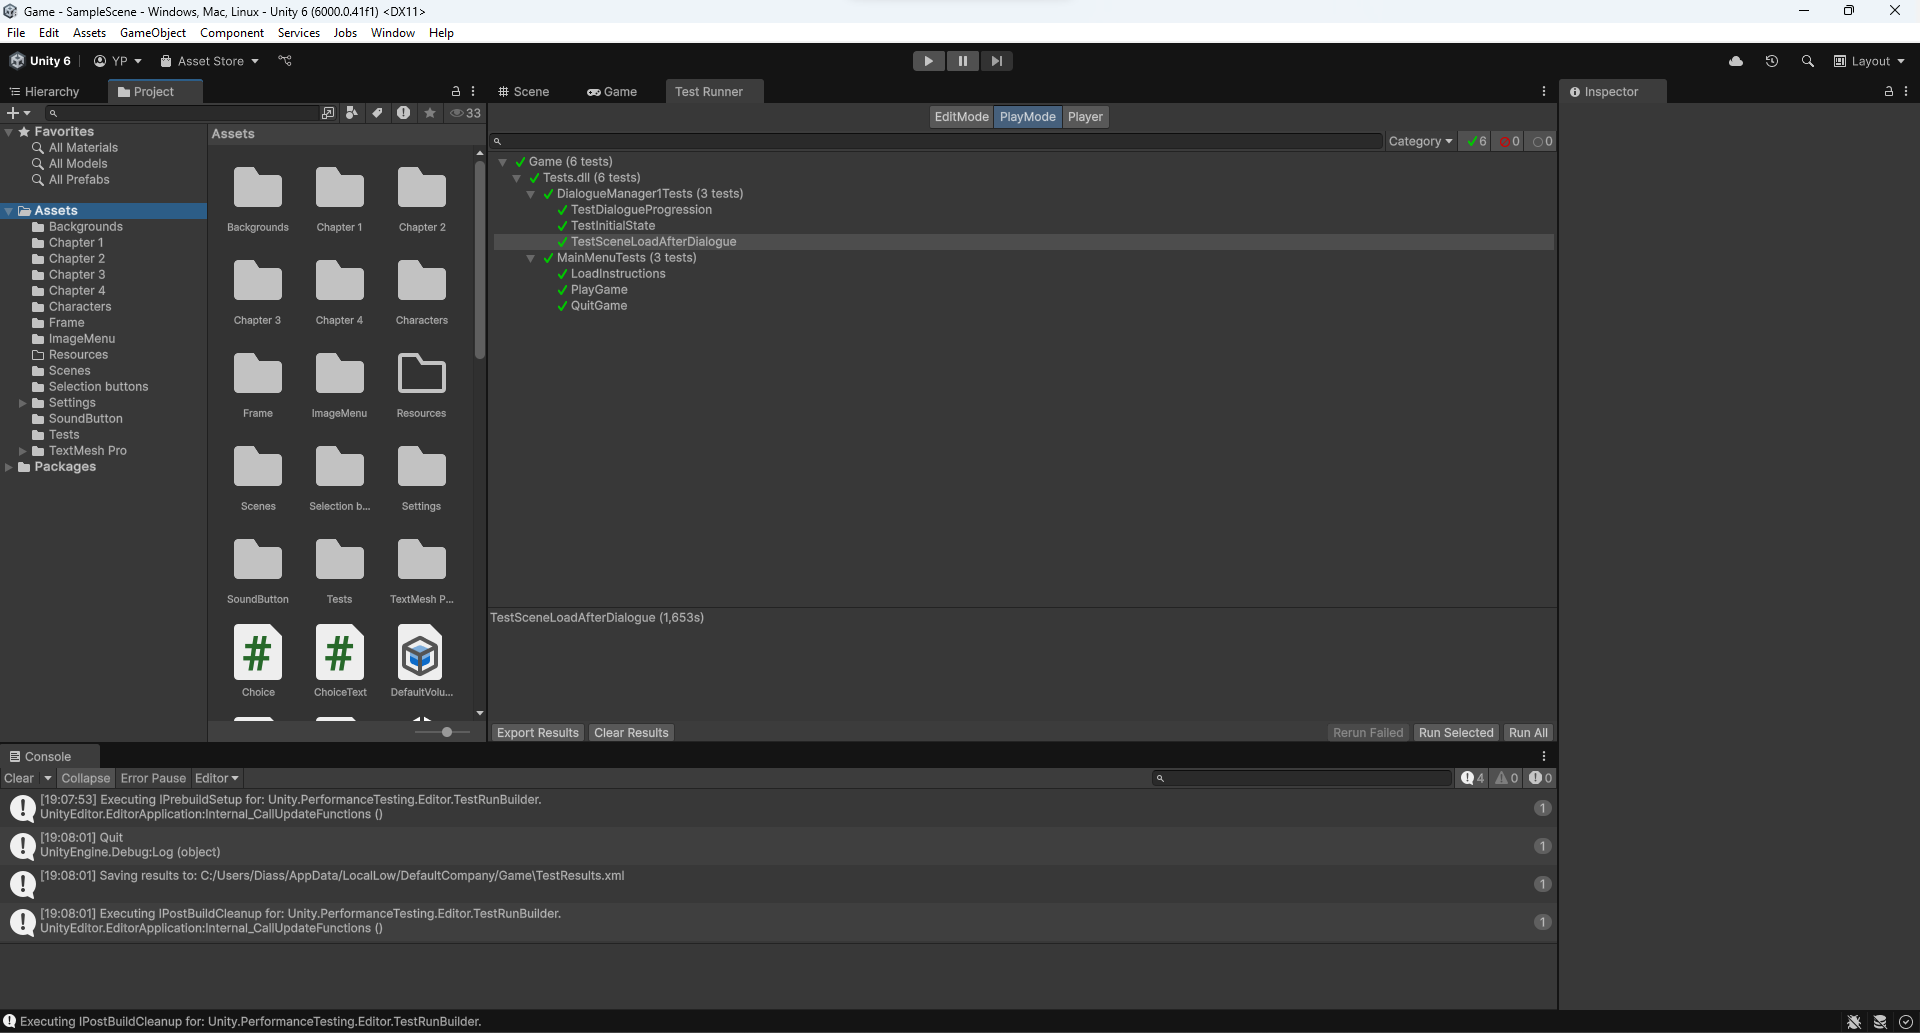 Game - SampleScene - Windows, Mac, Linux - Unity 6 (6000.0.41f1) <DX11>
File Edit Assets GameObject Component Services Jobs Window Help
Unity 6 YP Asset Store Layout
Hierarchy Project
33
Favorites
All Materials
All Models
All Prefabs
Assets
Backgrounds
Chapter 1
Chapter 2
Chapter 3
Chapter 4
Characters
Frame
ImageMenu
Resources
Scenes
Selection buttons
Settings
SoundButton
Tests
TextMesh Pro
Packages
Assets
Backgrounds Chapter 1 Chapter 2
Chapter 3 Chapter 4 Characters
Frame ImageMenu Resources
Scenes Selection b... Settings
SoundButton Tests TextMesh P...
# #
Choice ChoiceText DefaultVolu...
Scene Game Test Runner
EditMode PlayMode Player
Category 6 0 0
Game (6 tests)
Tests.dll (6 tests)
DialogueManager1Tests (3 tests)
TestDialogueProgression
TestInitialState
TestSceneLoadAfterDialogue
MainMenuTests (3 tests)
LoadInstructions
PlayGame
QuitGame
TestSceneLoadAfterDialogue (1,653s)
Export Results Clear Results Rerun Failed Run Selected Run All
Inspector
Console
Clear Collapse Error Pause Editor 4 0 0
[19:07:53] Executing IPrebuildSetup for: Unity.PerformanceTesting.Editor.TestRunBuilder.
UnityEditor.EditorApplication:Internal_CallUpdateFunctions ()
1
[19:08:01] Quit
UnityEngine.Debug:Log (object)
1
[19:08:01] Saving results to: C:/Users/Diass/AppData/LocalLow/DefaultCompany/Game\TestResults.xml
1
[19:08:01] Executing IPostBuildCleanup for: Unity.PerformanceTesting.Editor.TestRunBuilder.
UnityEditor.EditorApplication:Internal_CallUpdateFunctions ()
1
Executing IPostBuildCleanup for: Unity.PerformanceTesting.Editor.TestRunBuilder.